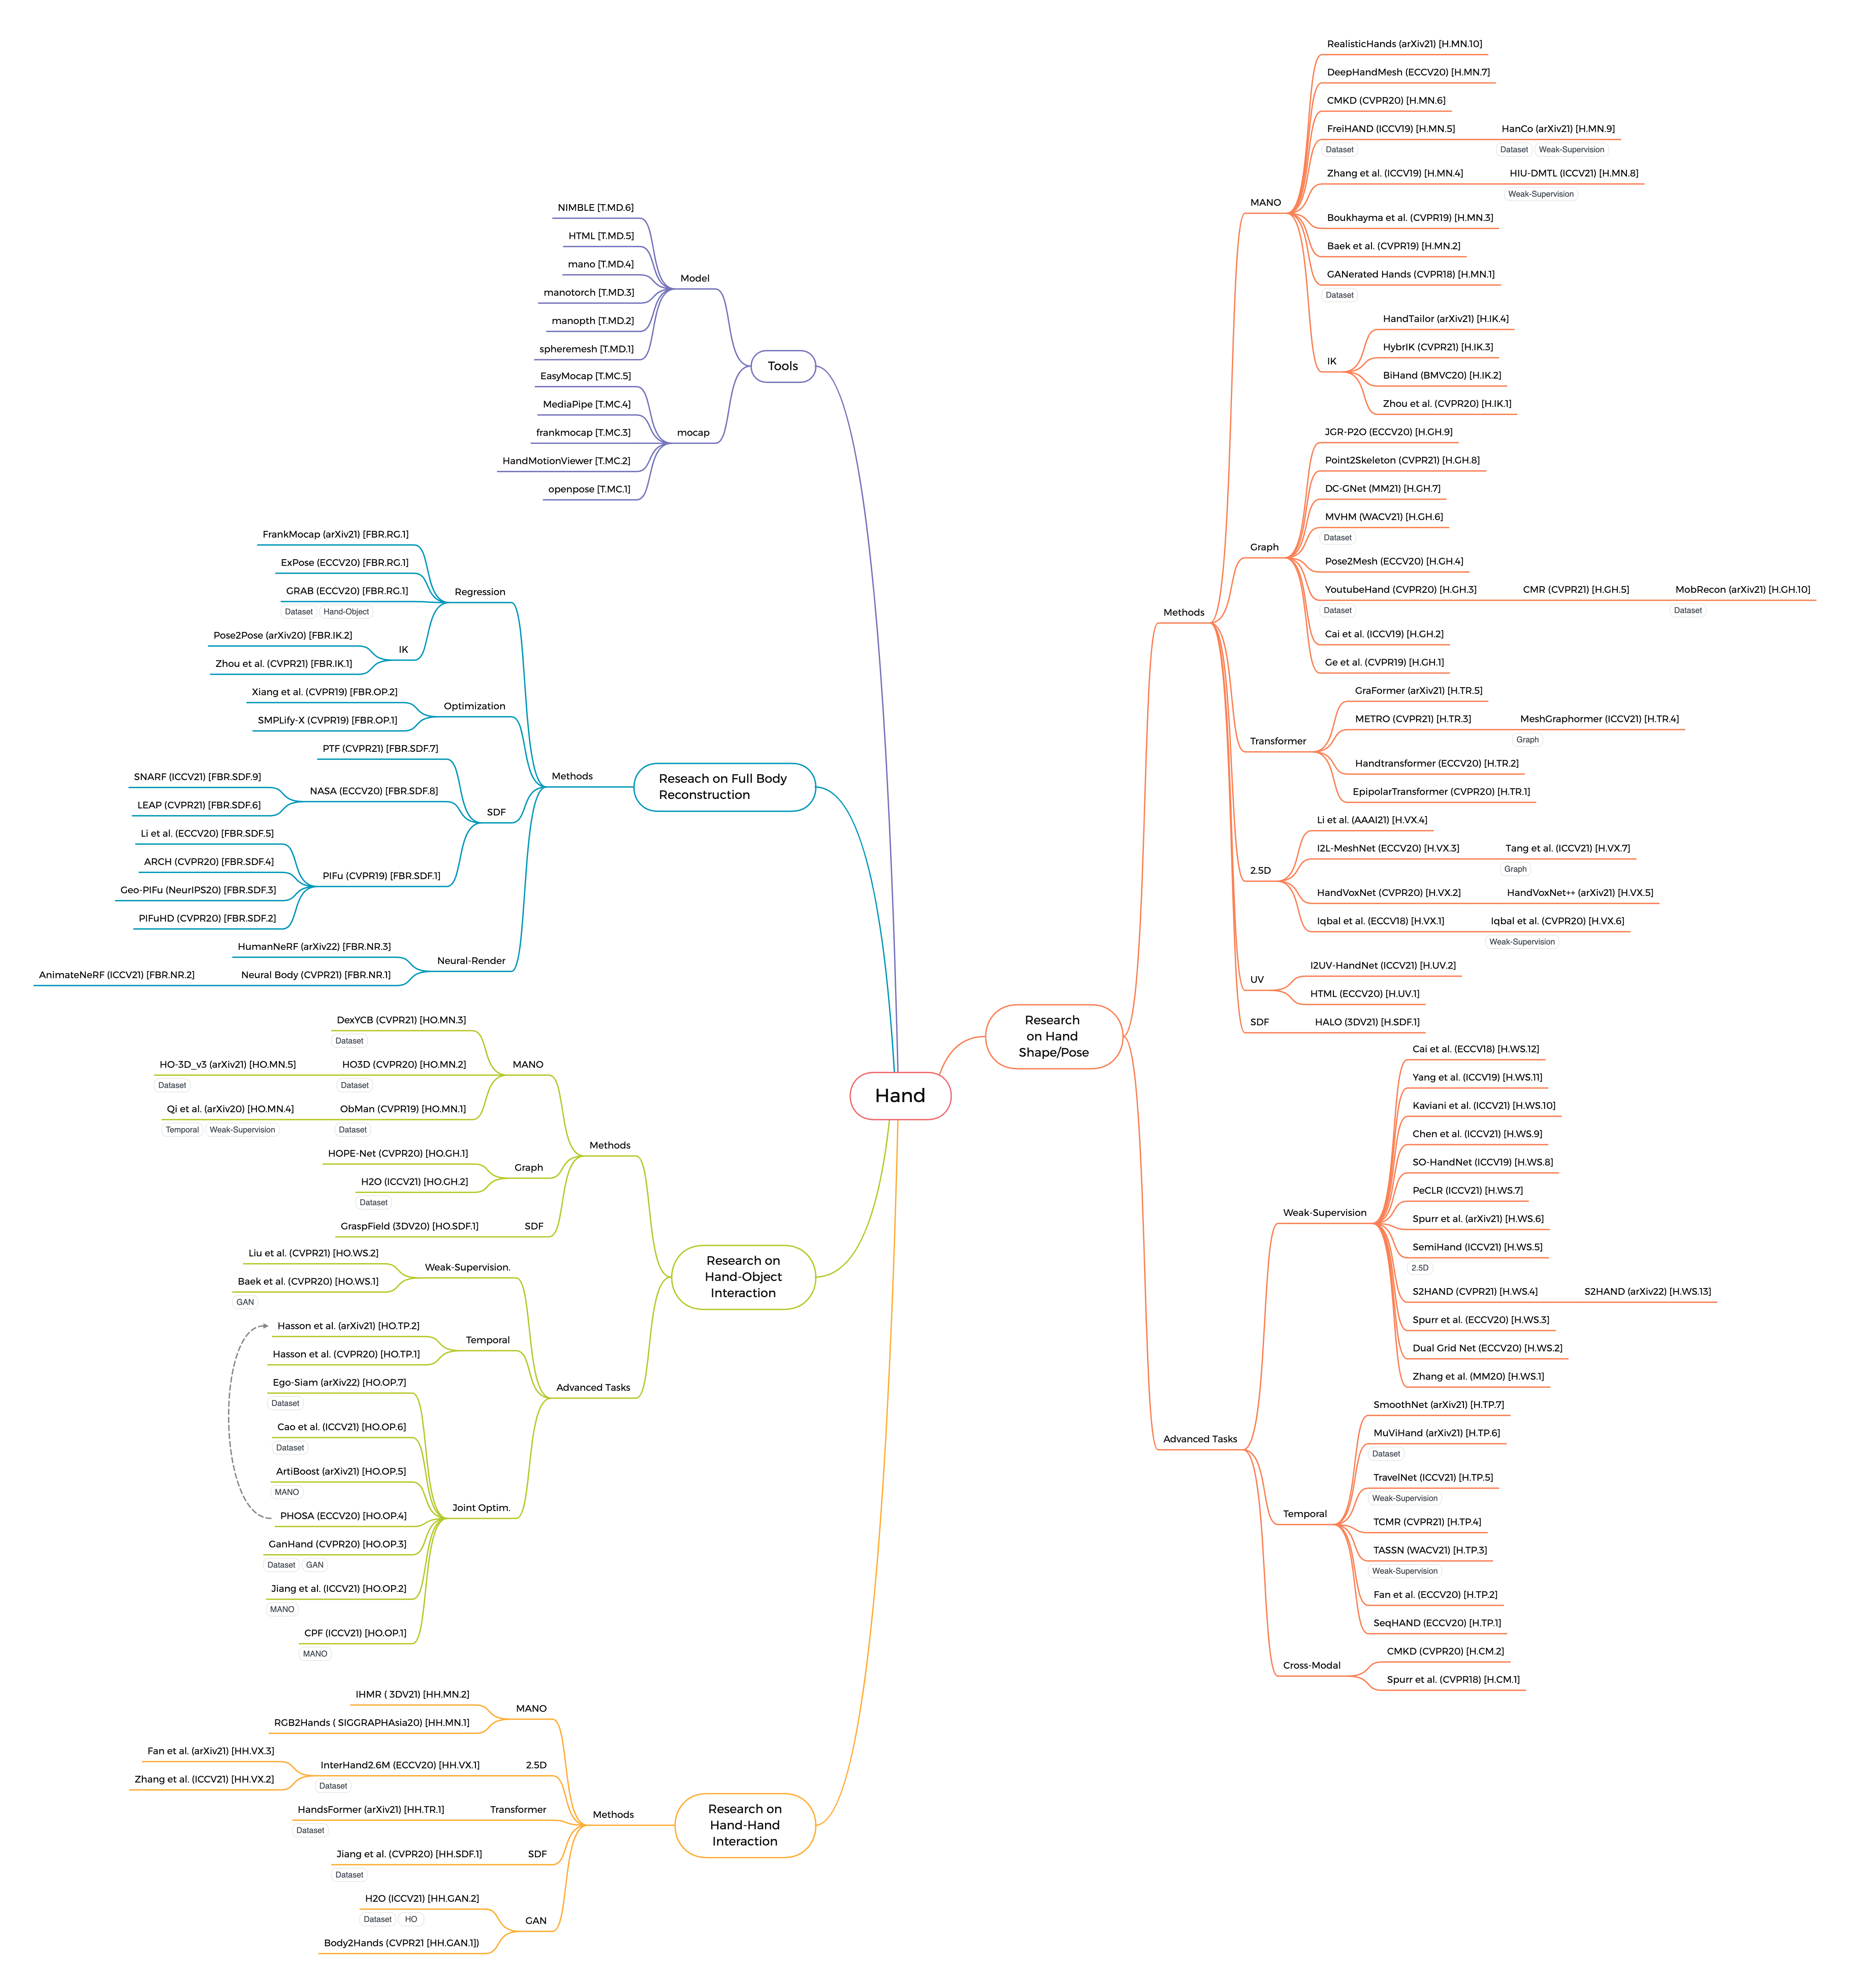 Hand
Tools
Model
NIMBLE [T.MD.6]
HTML [T.MD.5]
mano [T.MD.4]
manotorch [T.MD.3]
manopth [T.MD.2]
spheremesh [T.MD.1]
mocap
EasyMocap [T.MC.5]
MediaPipe [T.MC.4]
frankmocap [T.MC.3]
HandMotionViewer [T.MC.2]
openpose [T.MC.1]
Reseach on Full Body
Reconstruction
Methods
Regression
FrankMocap (arXiv21) [FBR.RG.1]
ExPose (ECCV20) [FBR.RG.1]
GRAB (ECCV20) [FBR.RG.1]
Dataset
Hand-Object
IK
Pose2Pose (arXiv20) [FBR.IK.2]
Zhou et al. (CVPR21) [FBR.IK.1]
Optimization
Xiang et al. (CVPR19) [FBR.OP.2]
SMPLify-X (CVPR19) [FBR.OP.1]
SDF
PTF (CVPR21) [FBR.SDF.7]
NASA (ECCV20) [FBR.SDF.8]
SNARF (ICCV21) [FBR.SDF.9]
LEAP (CVPR21) [FBR.SDF.6]
PIFu (CVPR19) [FBR.SDF.1]
Li et al. (ECCV20) [FBR.SDF.5]
ARCH (CVPR20) [FBR.SDF.4]
Geo-PIFu (NeurIPS20) [FBR.SDF.3]
PIFuHD (CVPR20) [FBR.SDF.2]
Neural-Render
HumanNeRF (arXiv22) [FBR.NR.3]
Neural Body (CVPR21) [FBR.NR.1]
AnimateNeRF (ICCV21) [FBR.NR.2]
Research on
Hand-Object
Interaction
Methods
MANO
DexYCB (CVPR21) [HO.MN.3]
Dataset
HO3D (CVPR20) [HO.MN.2]
Dataset
HO-3D_v3 (arXiv21) [HO.MN.5]
Dataset
ObMan (CVPR19) [HO.MN.1]
Dataset
Qi et al. (arXiv20) [HO.MN.4]
Temporal
Weak-Supervision
Graph
HOPE-Net (CVPR20) [HO.GH.1]
H2O (ICCV21) [HO.GH.2]
Dataset
SDF
GraspField (3DV20) [HO.SDF.1]
Advanced Tasks
Weak-Supervision.
Liu et al. (CVPR21) [HO.WS.2]
Baek et al. (CVPR20) [HO.WS.1]
GAN
Temporal
Hasson et al. (arXiv21) [HO.TP.2]
Hasson et al. (CVPR20) [HO.TP.1]
Joint Optim.
Ego-Siam (arXiv22) [HO.OP.7]
Dataset
Cao et al. (ICCV21) [HO.OP.6]
Dataset
ArtiBoost (arXiv21) [HO.OP.5]
MANO
PHOSA (ECCV20) [HO.OP.4]
GanHand (CVPR20) [HO.OP.3]
Dataset
GAN
Jiang et al. (ICCV21) [HO.OP.2]
MANO
CPF (ICCV21) [HO.OP.1]
MANO
Research on
Hand-Hand
Interaction
Methods
MANO
IHMR ( 3DV21) [HH.MN.2]
RGB2Hands ( SIGGRAPHAsia20) [HH.MN.1]
2.5D
InterHand2.6M (ECCV20) [HH.VX.1]
Dataset
Fan et al. (arXiv21) [HH.VX.3]
Zhang et al. (ICCV21) [HH.VX.2]
Transformer
HandsFormer (arXiv21) [HH.TR.1]
Dataset
SDF
Jiang et al. (CVPR20) [HH.SDF.1]
Dataset
GAN
H2O (ICCV21) [HH.GAN.2]
Dataset
HO
Body2Hands (CVPR21 [HH.GAN.1])
Research
on Hand
Shape/Pose
Methods
MANO
RealisticHands (arXiv21) [H.MN.10]
DeepHandMesh (ECCV20) [H.MN.7]
CMKD (CVPR20) [H.MN.6]
FreiHAND (ICCV19) [H.MN.5]
Dataset
HanCo (arXiv21) [H.MN.9]
Dataset
Weak-Supervision
Zhang et al. (ICCV19) [H.MN.4]
HIU-DMTL (ICCV21) [H.MN.8]
Weak-Supervision
Boukhayma et al. (CVPR19) [H.MN.3]
Baek et al. (CVPR19) [H.MN.2]
GANerated Hands (CVPR18) [H.MN.1]
Dataset
IK
HandTailor (arXiv21) [H.IK.4]
HybrIK (CVPR21) [H.IK.3]
BiHand (BMVC20) [H.IK.2]
Zhou et al. (CVPR20) [H.IK.1]
Graph
JGR-P2O (ECCV20) [H.GH.9]
Point2Skeleton (CVPR21) [H.GH.8]
DC-GNet (MM21) [H.GH.7]
MVHM (WACV21) [H.GH.6]
Dataset
Pose2Mesh (ECCV20) [H.GH.4]
YoutubeHand (CVPR20) [H.GH.3]
Dataset
CMR (CVPR21) [H.GH.5]
MobRecon (arXiv21) [H.GH.10]
Dataset
Cai et al. (ICCV19) [H.GH.2]
Ge et al. (CVPR19) [H.GH.1]
Transformer
GraFormer (arXiv21) [H.TR.5]
METRO (CVPR21) [H.TR.3]
MeshGraphormer (ICCV21) [H.TR.4]
Graph
Handtransformer (ECCV20) [H.TR.2]
EpipolarTransformer (CVPR20) [H.TR.1]
2.5D
Li et al. (AAAI21) [H.VX.4]
I2L-MeshNet (ECCV20) [H.VX.3]
Tang et al. (ICCV21) [H.VX.7]
Graph
HandVoxNet (CVPR20) [H.VX.2]
HandVoxNet++ (arXiv21) [H.VX.5]
Iqbal et al. (ECCV18) [H.VX.1]
Iqbal et al. (CVPR20) [H.VX.6]
Weak-Supervision
UV
I2UV-HandNet (ICCV21) [H.UV.2]
HTML (ECCV20) [H.UV.1]
SDF
HALO (3DV21) [H.SDF.1]
Advanced Tasks
Weak-Supervision
Cai et al. (ECCV18) [H.WS.12]
Yang et al. (ICCV19) [H.WS.11]
Kaviani et al. (ICCV21) [H.WS.10]
Chen et al. (ICCV21) [H.WS.9]
SO-HandNet (ICCV19) [H.WS.8]
PeCLR (ICCV21) [H.WS.7]
Spurr et al. (arXiv21) [H.WS.6]
SemiHand (ICCV21) [H.WS.5]
2.5D
S2HAND (CVPR21) [H.WS.4]
S2HAND (arXiv22) [H.WS.13]
Spurr et al. (ECCV20) [H.WS.3]
Dual Grid Net (ECCV20) [H.WS.2]
Zhang et al. (MM20) [H.WS.1]
Temporal
SmoothNet (arXiv21) [H.TP.7]
MuViHand (arXiv21) [H.TP.6]
Dataset
TravelNet (ICCV21) [H.TP.5]
Weak-Supervision
TCMR (CVPR21) [H.TP.4]
TASSN (WACV21) [H.TP.3]
Weak-Supervision
Fan et al. (ECCV20) [H.TP.2]
SeqHAND (ECCV20) [H.TP.1]
Cross-Modal
CMKD (CVPR20) [H.CM.2]
Spurr et al. (CVPR18) [H.CM.1]